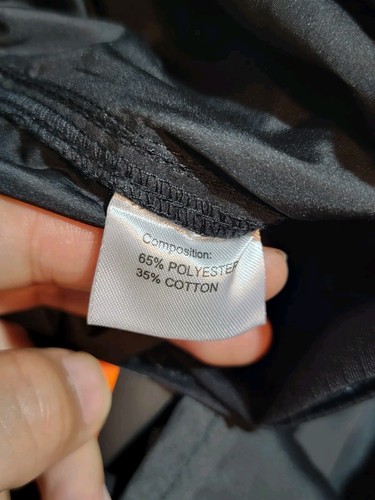 Composition:
65% POLYESTER
35% COTTON